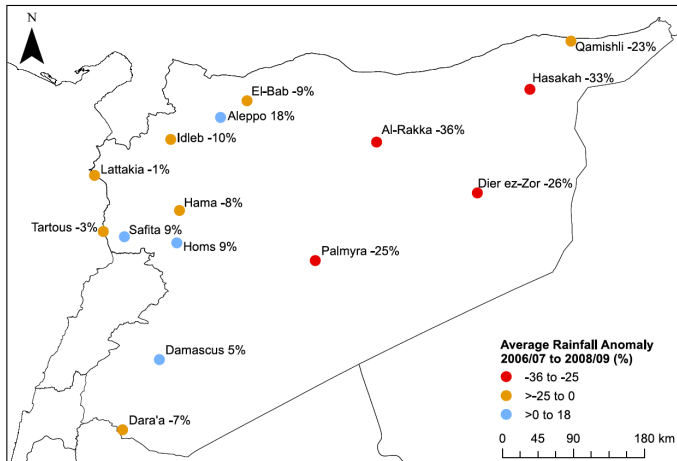 N
Qamishli -23%
Hasakah -33%
El-Bab -9%
Aleppo 18%
Al-Rakka -36%
Idleb -10%
Lattakia -1%
Dier ez-Zor -26%
Hama -8%
Tartous -3%
Safita 9%
Homs 9%
Palmyra -25%
Damascus 5%
Dara'a -7%
Average Rainfall Anomaly
2006/07 to 2008/09 (%)
-36 to -25
>-25 to 0
>0 to 18
0 45 90 180 km